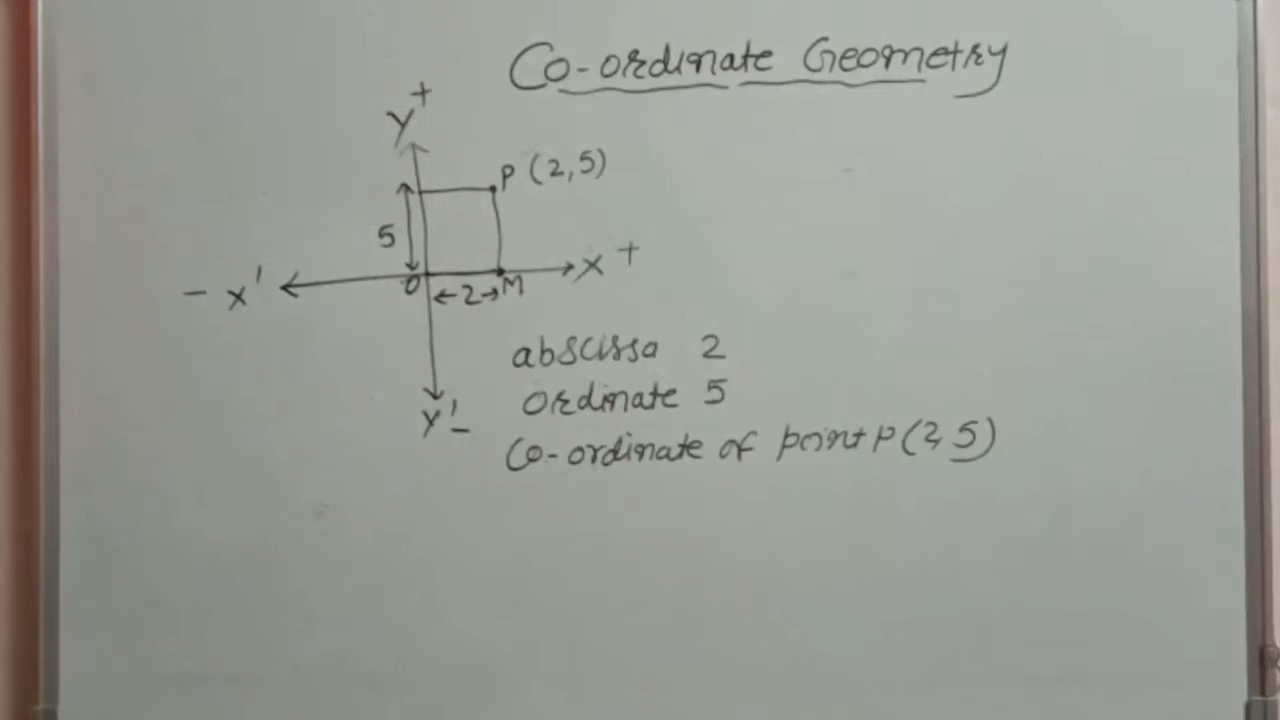 Co-ordinate Geometry
Y +
P (2,5)
5
- X' O M X +
2
abscissa 2
ordinate 5
Y' -
Co-ordinate of point P (2,5)